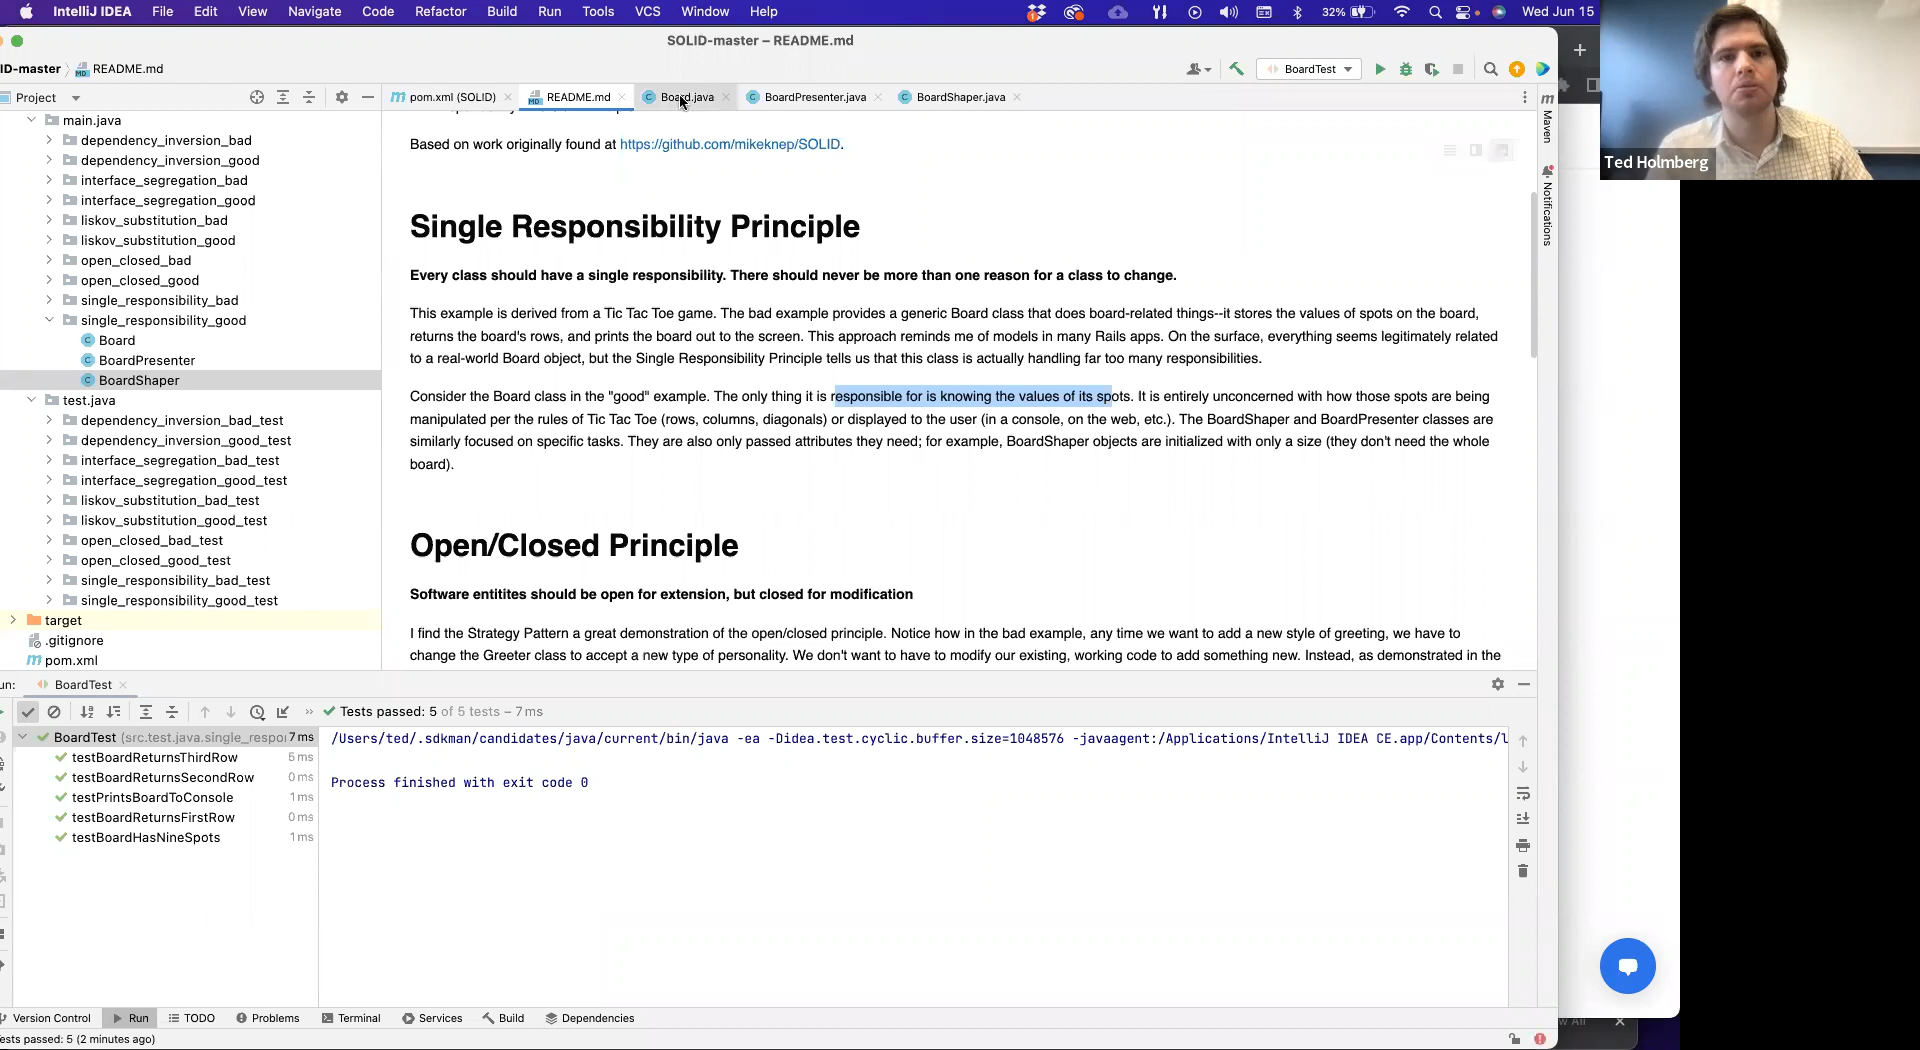 IntelliJ IDEA File Edit View Navigate Code Refactor Build Run Tools VCS Window Help 32% Wed Jun 15
SOLID-master – README.md
ID-master README.md BoardTest
Project pom.xml (SOLID) README.md Board.java BoardPresenter.java BoardShaper.java
main.java
dependency_inversion_bad
dependency_inversion_good
interface_segregation_bad
interface_segregation_good
liskov_substitution_bad
liskov_substitution_good
open_closed_bad
open_closed_good
single_responsibility_bad
single_responsibility_good
Board
BoardPresenter
BoardShaper
test.java
dependency_inversion_bad_test
dependency_inversion_good_test
interface_segregation_bad_test
interface_segregation_good_test
liskov_substitution_bad_test
liskov_substitution_good_test
open_closed_bad_test
open_closed_good_test
single_responsibility_bad_test
single_responsibility_good_test
target
.gitignore
pom.xml
Based on work originally found at https://github.com/mikeknep/SOLID.
Single Responsibility Principle
Every class should have a single responsibility. There should never be more than one reason for a class to change.
This example is derived from a Tic Tac Toe game. The bad example provides a generic Board class that does board-related things--it stores the values of spots on the board,
returns the board's rows, and prints the board out to the screen. This approach reminds me of models in many Rails apps. On the surface, everything seems legitimately related
to a real-world Board object, but the Single Responsibility Principle tells us that this class is actually handling far too many responsibilities.
Consider the Board class in the "good" example. The only thing it is responsible for is knowing the values of its spots. It is entirely unconcerned with how those spots are being
manipulated per the rules of Tic Tac Toe (rows, columns, diagonals) or displayed to the user (in a console, on the web, etc.). The BoardShaper and BoardPresenter classes are
similarly focused on specific tasks. They are also only passed attributes they need; for example, BoardShaper objects are initialized with only a size (they don't need the whole
board).
Open/Closed Principle
Software entitites should be open for extension, but closed for modification
I find the Strategy Pattern a great demonstration of the open/closed principle. Notice how in the bad example, any time we want to add a new style of greeting, we have to
change the Greeter class to accept a new type of personality. We don't want to have to modify our existing, working code to add something new. Instead, as demonstrated in the
Maven
Notifications
Ted Holmberg
un: BoardTest
Tests passed: 5 of 5 tests – 7 ms
BoardTest (src.test.java.single_respo 7 ms
testBoardReturnsThirdRow 5 ms
testBoardReturnsSecondRow 0 ms
testPrintsBoardToConsole 1 ms
testBoardReturnsFirstRow 0 ms
testBoardHasNineSpots 1 ms
/Users/ted/.sdkman/candidates/java/current/bin/java -ea -Didea.test.cyclic.buffer.size=1048576 -javaagent:/Applications/IntelliJ IDEA CE.app/Contents/l
Process finished with exit code 0
Version Control Run TODO Problems Terminal Services Build Dependencies
ests passed: 5 (2 minutes ago)